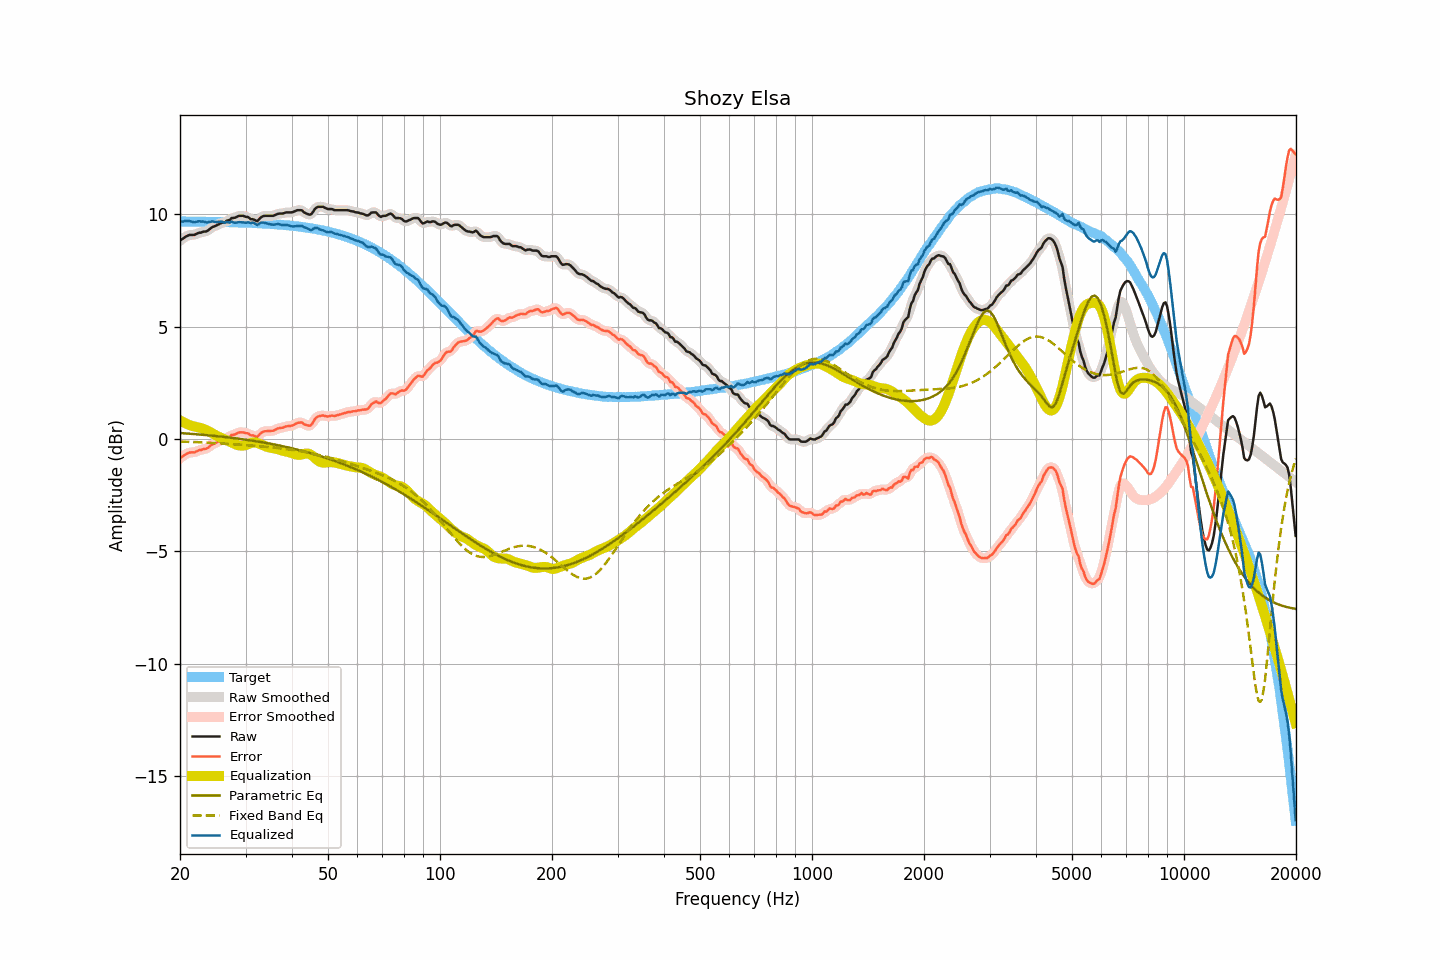 Shozy Elsa
Amplitude (dBr)
10
5
0
−5
−10
−15
Target
Raw Smoothed
Error Smoothed
Raw
Error
Equalization
Parametric Eq
Fixed Band Eq
Equalized
20 50 100 200 500 1000 2000 5000 10000 20000
Frequency (Hz)